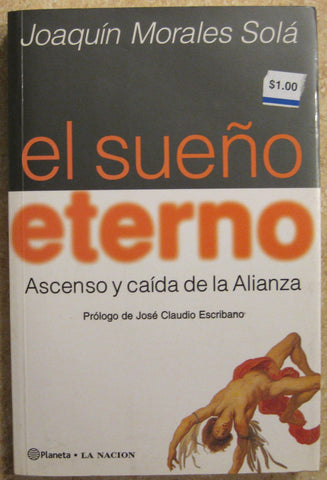 Joaquín Morales Solá
$1.00
el sueño
eterno
Ascenso y caída de la Alianza
Prólogo de José Claudio Escribano
Planeta • LA NACION